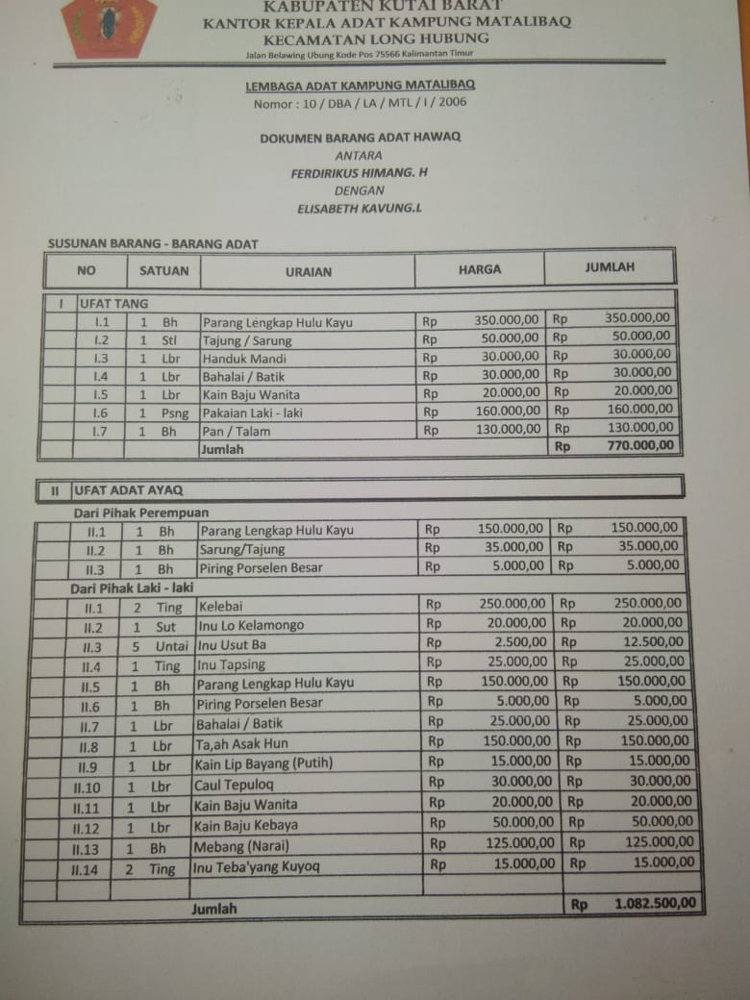 KABUPATEN KUTAI BARAT
KANTOR KEPALA ADAT KAMPUNG MATALIBAQ
KECAMATAN LONG HUBUNG
Jalan Belawing Ubung Kode Pos 75566 Kalimantan Timur
LEMBAGA ADAT KAMPUNG MATALIBAQ
Nomor : 10 / DBA / LA / MTL / I / 2006
DOKUMEN BARANG ADAT HAWAQ
ANTARA
FERDIRIKUS HIMANG. H
DENGAN
ELISABETH KAVUNG.L
SUSUNAN BARANG - BARANG ADAT
NO SATUAN URAIAN HARGA JUMLAH
I UFAT TANG
I.1 1 Bh Parang Lengkap Hulu Kayu Rp 350.000,00 Rp 350.000,00
I.2 1 Stl Tajung / Sarung Rp 50.000,00 Rp 50.000,00
I.3 1 Lbr Handuk Mandi Rp 30.000,00 Rp 30.000,00
I.4 1 Lbr Bahalai / Batik Rp 30.000,00 Rp 30.000,00
I.5 1 Lbr Kain Baju Wanita Rp 20.000,00 Rp 20.000,00
I.6 1 Psng Pakaian Laki - laki Rp 160.000,00 Rp 160.000,00
I.7 1 Bh Pan / Talam Rp 130.000,00 Rp 130.000,00
Jumlah Rp 770.000,00
II UFAT ADAT AYAQ
Dari Pihak Perempuan
II.1 1 Bh Parang Lengkap Hulu Kayu Rp 150.000,00 Rp 150.000,00
II.2 1 Bh Sarung/Tajung Rp 35.000,00 Rp 35.000,00
II.3 1 Bh Piring Porselen Besar Rp 5.000,00 Rp 5.000,00
Dari Pihak Laki - laki
II.1 2 Ting Kelebai Rp 250.000,00 Rp 250.000,00
II.2 1 Sut Inu Lo Kelamongo Rp 20.000,00 Rp 20.000,00
II.3 5 Untai Inu Usut Ba Rp 2.500,00 Rp 12.500,00
II.4 1 Ting Inu Tapsing Rp 25.000,00 Rp 25.000,00
II.5 1 Bh Parang Lengkap Hulu Kayu Rp 150.000,00 Rp 150.000,00
II.6 1 Bh Piring Porselen Besar Rp 5.000,00 Rp 5.000,00
II.7 1 Lbr Bahalai / Batik Rp 25.000,00 Rp 25.000,00
II.8 1 Lbr Ta,ah Asak Hun Rp 150.000,00 Rp 150.000,00
II.9 1 Lbr Kain Lip Bayang (Putih) Rp 15.000,00 Rp 15.000,00
II.10 1 Lbr Caul Tepuloq Rp 30.000,00 Rp 30.000,00
II.11 1 Lbr Kain Baju Wanita Rp 20.000,00 Rp 20.000,00
II.12 1 Lbr Kain Baju Kebaya Rp 50.000,00 Rp 50.000,00
II.13 1 Bh Mebang (Narai) Rp 125.000,00 Rp 125.000,00
II.14 2 Ting Inu Teba'yang Kuyoq Rp 15.000,00 Rp 15.000,00
Jumlah Rp 1.082.500,00